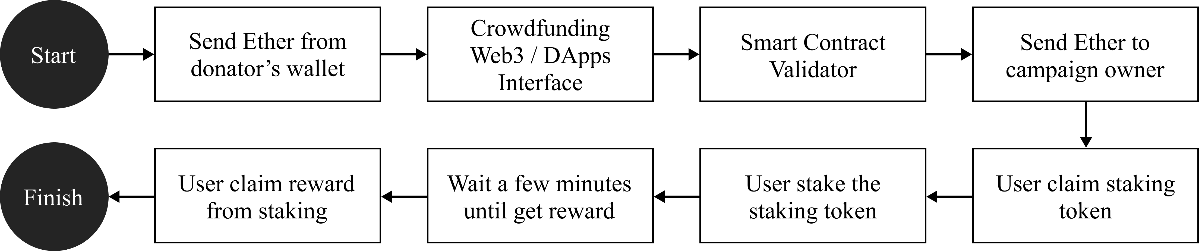 Start
Send Ether from
donator's wallet
Crowdfunding
Web3 / DApps
Interface
Smart Contract
Validator
Send Ether to
campaign owner
User claim staking
token
User stake the
staking token
Wait a few minutes
until get reward
User claim reward
from staking
Finish